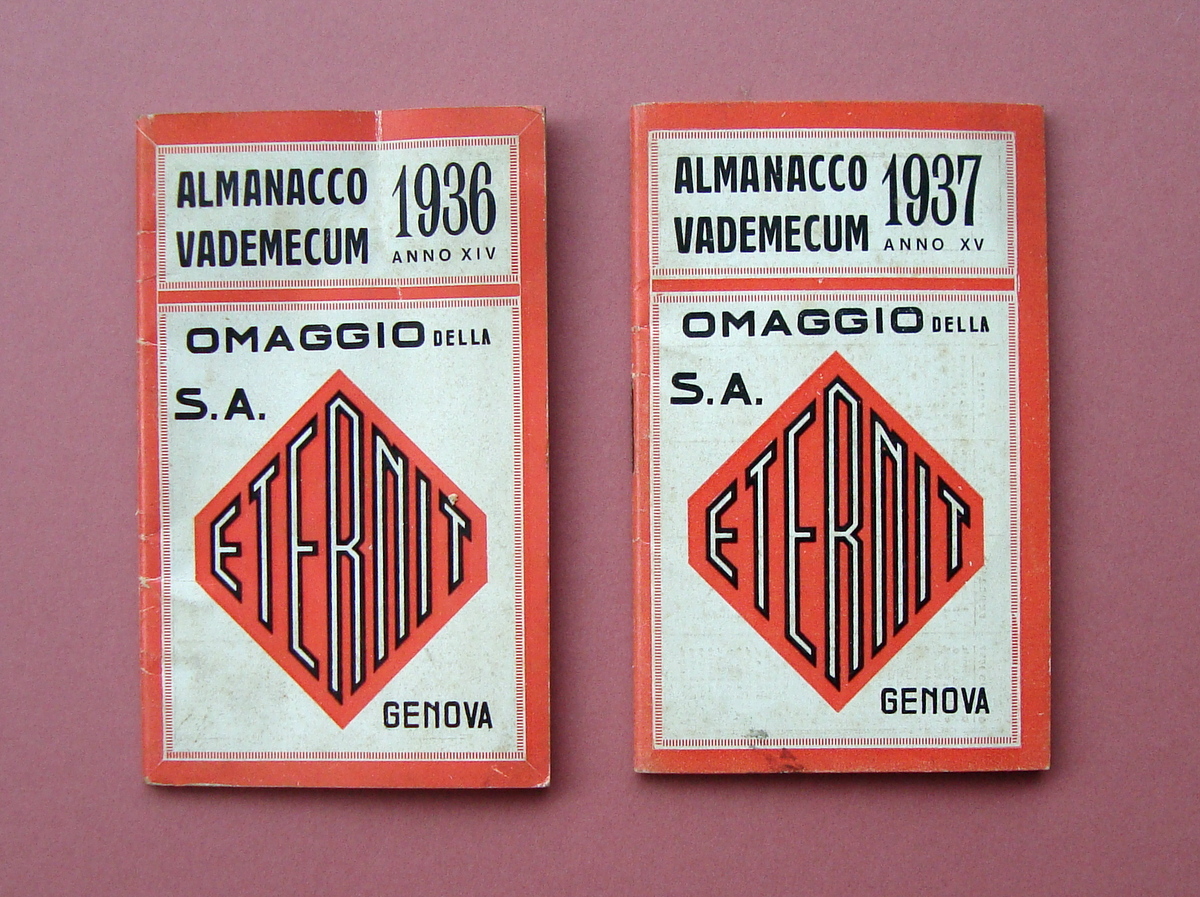 ALMANACCO 1936
VADEMECUM ANNO XIV
OMAGGIO DELLA
S.A.
ETERNIT
GENOVA
ALMANACCO 1937
VADEMECUM ANNO XV
OMAGGIO DELLA
S.A.
ETERNIT
GENOVA